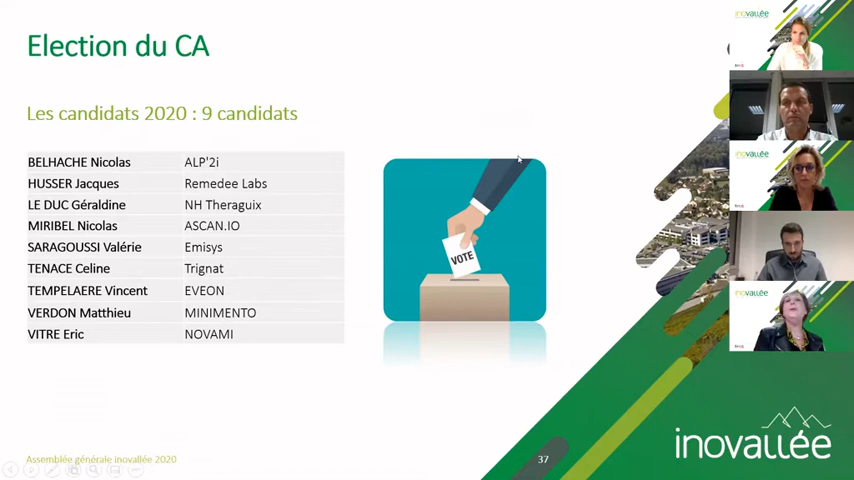 Election du CA
Les candidats 2020 : 9 candidats
BELHACHE Nicolas ALP'2i
HUSSER Jacques Remedee Labs
LE DUC Géraldine NH Theraguix
MIRIBEL Nicolas ASCAN.IO
SARAGOUSSI Valérie Emisys
TENACE Celine Trignat
TEMPELAERE Vincent EVEON
VERDON Matthieu MINIMENTO
VITRE Eric NOVAMI
VOTE
Assemblée générale inovallée 2020
37
inovallée
inovallée
inovallée
inovallée